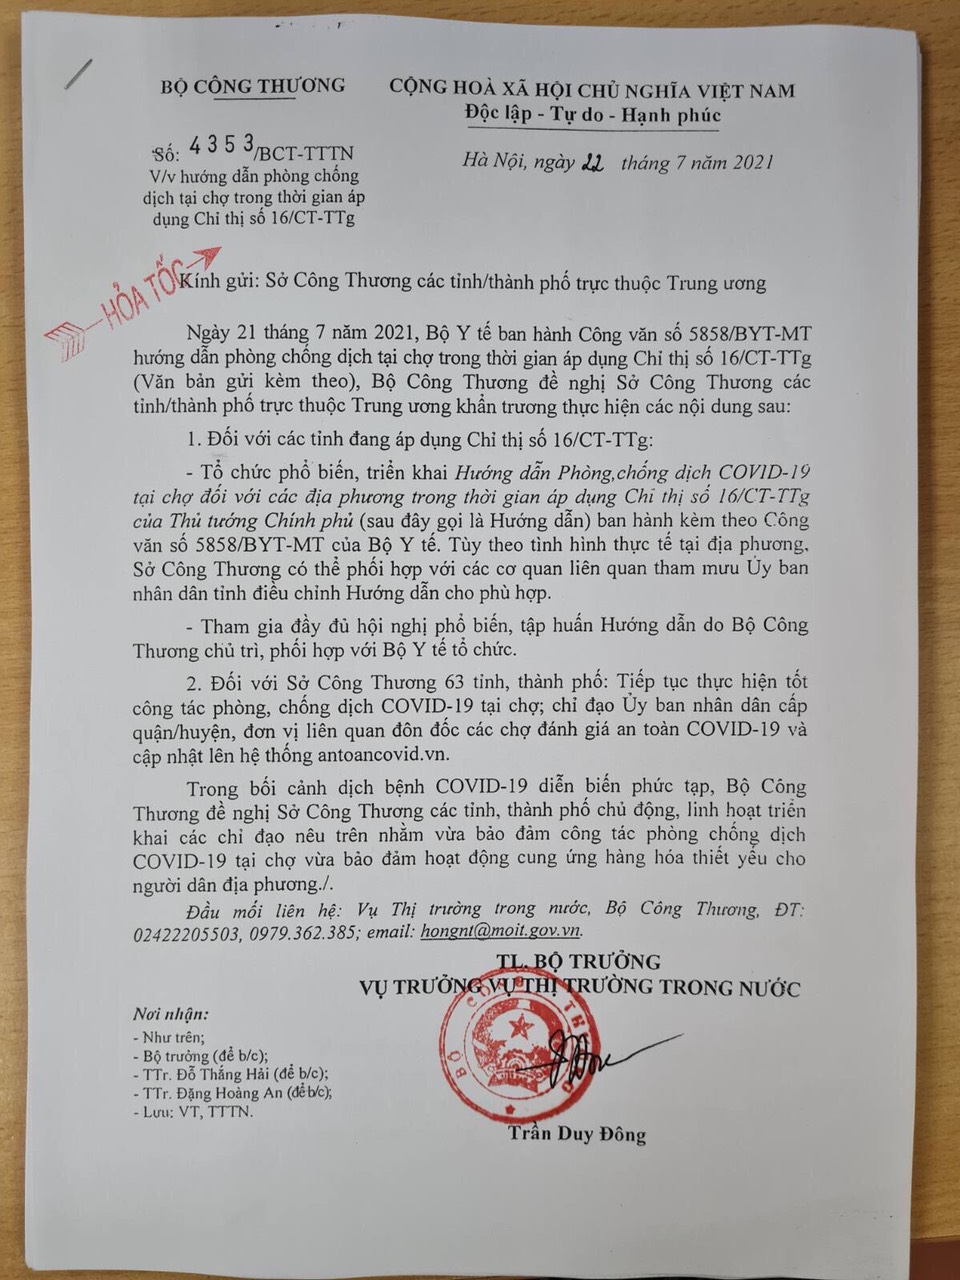 BỘ CÔNG THƯƠNG
CỘNG HOÀ XÃ HỘI CHỦ NGHĨA VIỆT NAM
Độc lập - Tự do - Hạnh phúc
Số: 4353/BCT-TTTN
V/v hướng dẫn phòng chống
dịch tại chợ trong thời gian áp
dụng Chỉ thị số 16/CT-TTg
Hà Nội, ngày 22 tháng 7 năm 2021
HỎA TỐC
Kính gửi: Sở Công Thương các tỉnh/thành phố trực thuộc Trung ương
Ngày 21 tháng 7 năm 2021, Bộ Y tế ban hành Công văn số 5858/BYT-MT
hướng dẫn phòng chống dịch tại chợ trong thời gian áp dụng Chỉ thị số 16/CT-TTg
(Văn bản gửi kèm theo), Bộ Công Thương đề nghị Sở Công Thương các
tỉnh/thành phố trực thuộc Trung ương khẩn trương thực hiện các nội dung sau:
1. Đối với các tỉnh đang áp dụng Chỉ thị số 16/CT-TTg:
- Tổ chức phổ biến, triển khai Hướng dẫn Phòng,chống dịch COVID-19
tại chợ đối với các địa phương trong thời gian áp dụng Chỉ thị số 16/CT-TTg
của Thủ tướng Chính phủ (sau đây gọi là Hướng dẫn) ban hành kèm theo Công
văn số 5858/BYT-MT của Bộ Y tế. Tùy theo tình hình thực tế tại địa phương,
Sở Công Thương có thể phối hợp với các cơ quan liên quan tham mưu Ủy ban
nhân dân tỉnh điều chỉnh Hướng dẫn cho phù hợp.
- Tham gia đầy đủ hội nghị phổ biến, tập huấn Hướng dẫn do Bộ Công
Thương chủ trì, phối hợp với Bộ Y tế tổ chức.
2. Đối với Sở Công Thương 63 tỉnh, thành phố: Tiếp tục thực hiện tốt
công tác phòng, chống dịch COVID-19 tại chợ; chỉ đạo Ủy ban nhân dân cấp
quận/huyện, đơn vị liên quan đôn đốc các chợ đánh giá an toàn COVID-19 và
cập nhật lên hệ thống antoancovid.vn.
Trong bối cảnh dịch bệnh COVID-19 diễn biến phức tạp, Bộ Công
Thương đề nghị Sở Công Thương các tỉnh, thành phố chủ động, linh hoạt triển
khai các chỉ đạo nêu trên nhằm vừa bảo đảm công tác phòng chống dịch
COVID-19 tại chợ vừa bảo đảm hoạt động cung ứng hàng hóa thiết yếu cho
người dân địa phương./.
Đầu mối liên hệ: Vụ Thị trường trong nước, Bộ Công Thương, ĐT:
02422205503, 0979.362.385; email: hongnt@moit.gov.vn.
TL. BỘ TRƯỞNG
VỤ TRƯỞNG VỤ THỊ TRƯỜNG TRONG NƯỚC
BỘ CÔNG THƯƠNG
Nơi nhận:
- Như trên;
- Bộ trưởng (để b/c);
- TTr. Đỗ Thắng Hải (để b/c);
- TTr. Đặng Hoàng An (để b/c);
- Lưu: VT, TTTN.
Trần Duy Đông